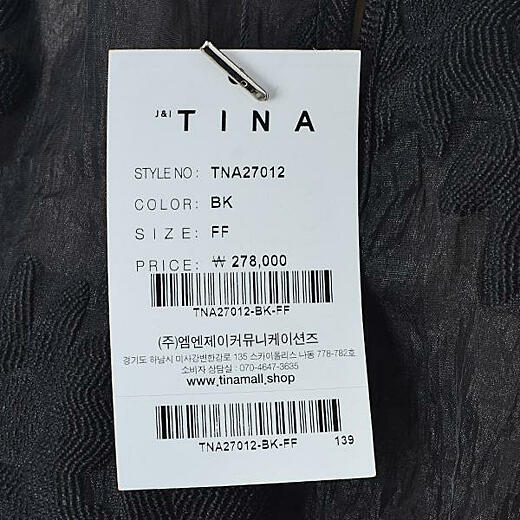 J&I TINA
STYLE NO: TNA27012
COLOR: BK
SIZE: FF
PRICE: ₩ 278,000
TNA27012-BK-FF
(주)엠엔제이커뮤니케이션즈
경기도 하남시 미사강변한강로 135 스카이폴리스 나동 778-782호
소비자 상담실 : 070-4647-3635
www.tinamall.shop
TNA27012-BK-FF 139